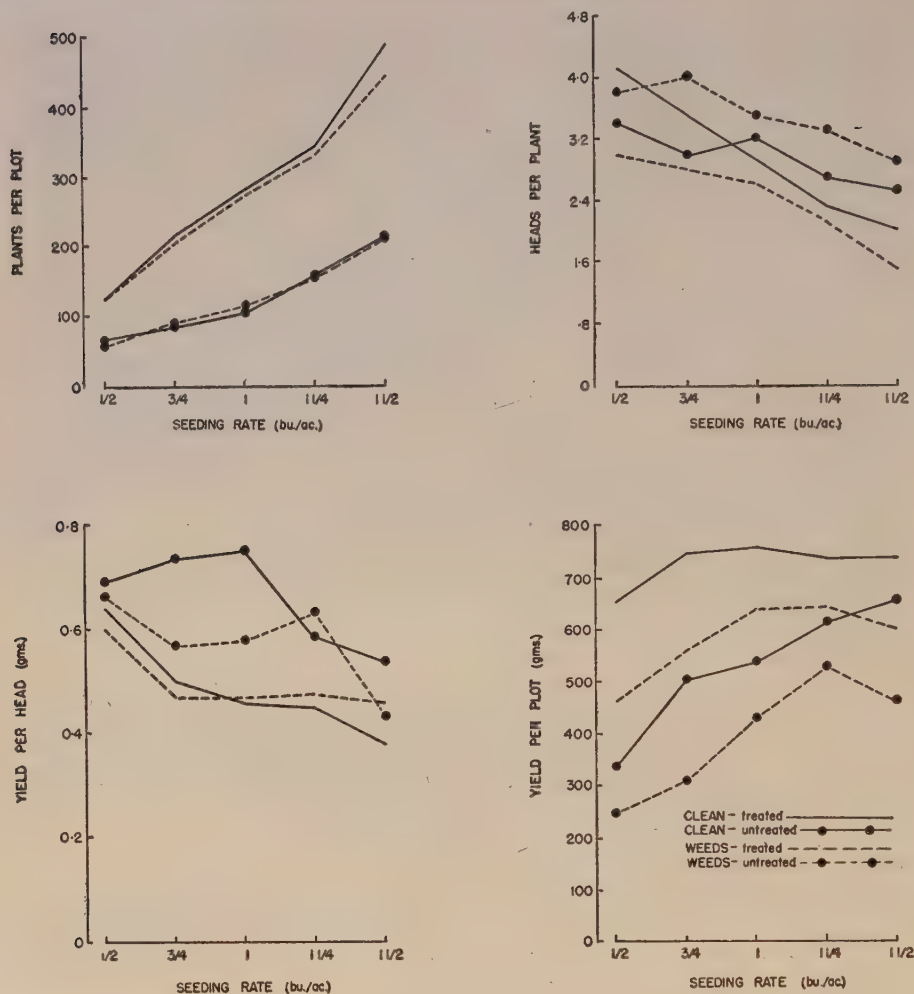 PLANTS PER PLOT
500
400
300
200
100
0
1/2 3/4 1 1 1/4 1 1/2
SEEDING RATE (bu./ac.)
HEADS PER PLANT
4·8
4·0
3·2
2·4
1·6
·8
0
1/2 3/4 1 1 1/4 1 1/2
SEEDING RATE (bu./ac.)
YIELD PER HEAD (gms.)
0·8
0·6
0·4
0·2
0
1/2 3/4 1 1 1/4 1 1/2
SEEDING RATE (bu./ac.)
YIELD PER PLOT (gms.)
800
700
600
500
400
300
200
100
0
CLEAN – treated
CLEAN – untreated
WEEDS – treated
WEEDS – untreated
1/2 3/4 1 1 1/4 1 1/2
SEEDING RATE (bu./ac.)